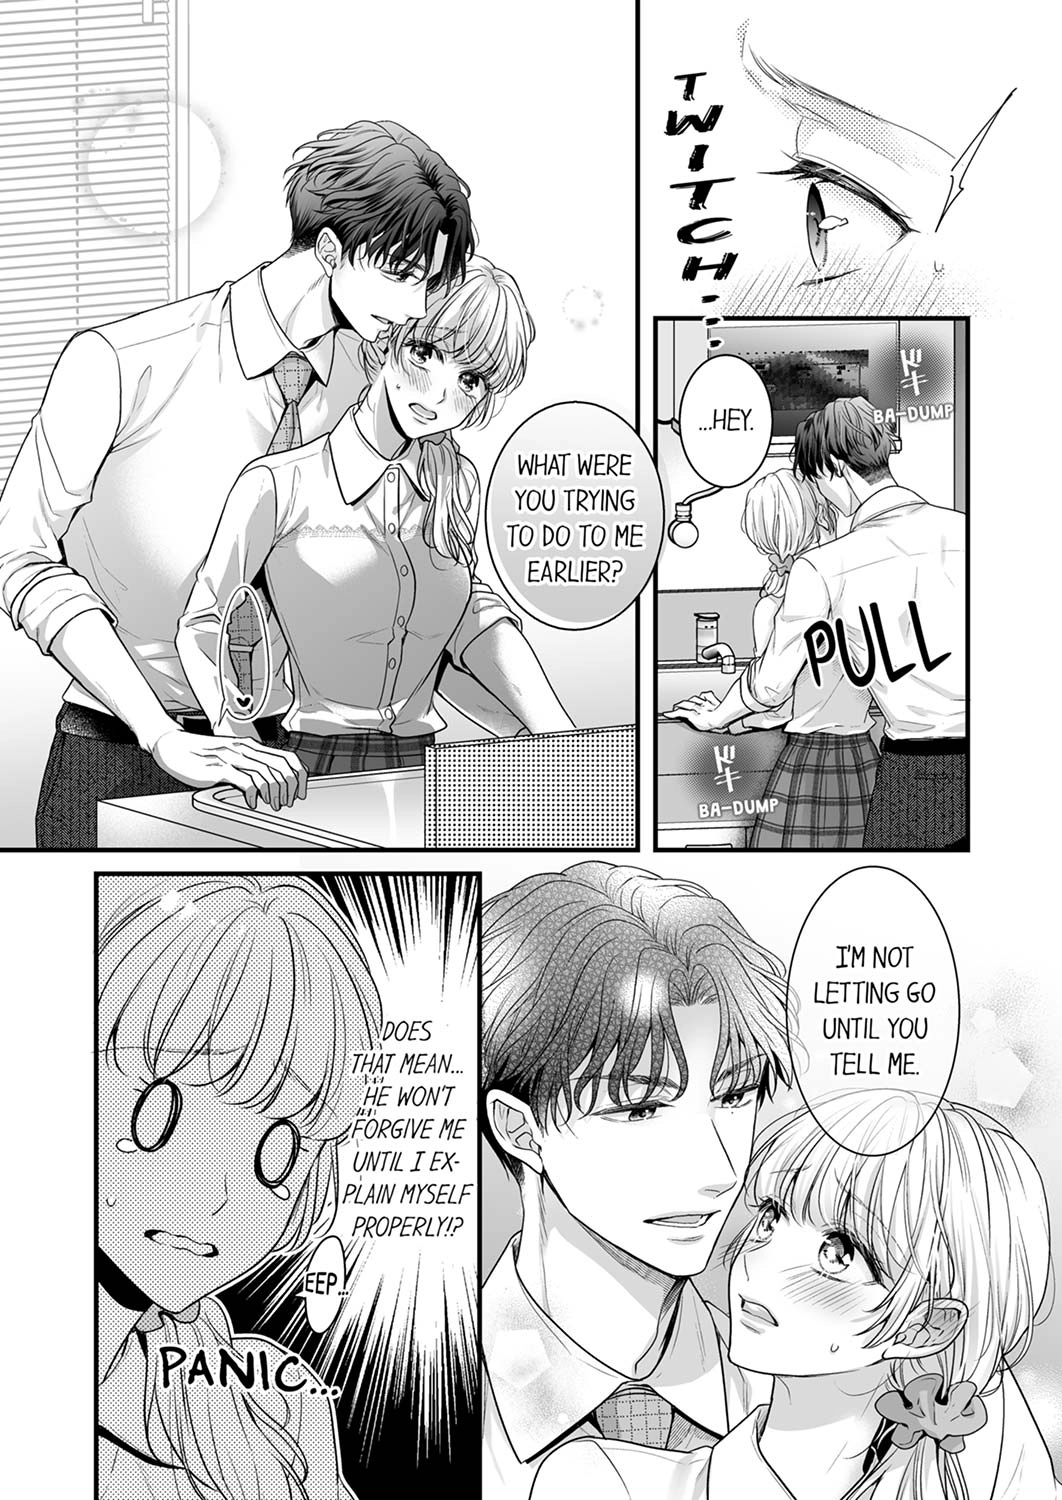 TWITCH...
...HEY.
ドキ
BA-DUMP
PULL
ドキ
BA-DUMP
WHAT WERE
YOU TRYING
TO DO TO ME
EARLIER?
I'M NOT
LETTING GO
UNTIL YOU
TELL ME.
DOES
THAT MEAN...
HE WON'T
FORGIVE ME
UNTIL I EX-
PLAIN MYSELF
PROPERLY!?
EEP...
PANIC...